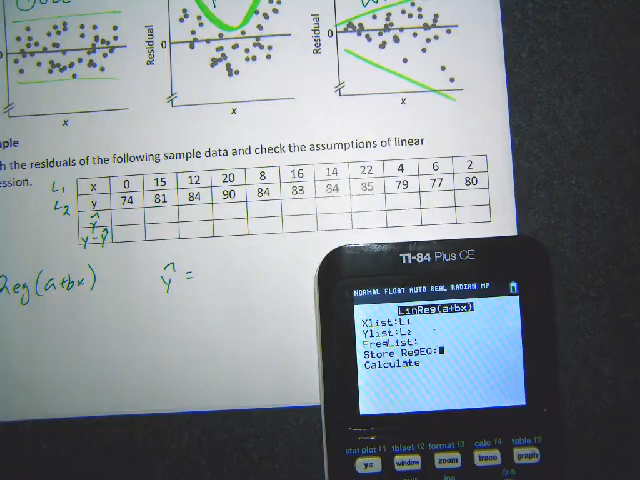 Residual
Residual
0
0
0
x
x
x
ple
h the residuals of the following sample data and check the assumptions of linear
ession.
L1 x 0 15 12 20 8 16 14 22 4 6 2
L2 y 74 81 84 90 84 83 84 85 79 77 80
ŷ
y-ŷ
Reg(a+bx) ŷ =
TI-84 Plus CE
NORMAL FLOAT AUTO REAL RADIAN MP
LinReg(a+bx)
Xlist:L1
Ylist:L2
FreqList:
Store RegEQ:
Calculate
stat plot f1 tblset f2 format f3 calc f4 table f5
y= window zoom trace graph